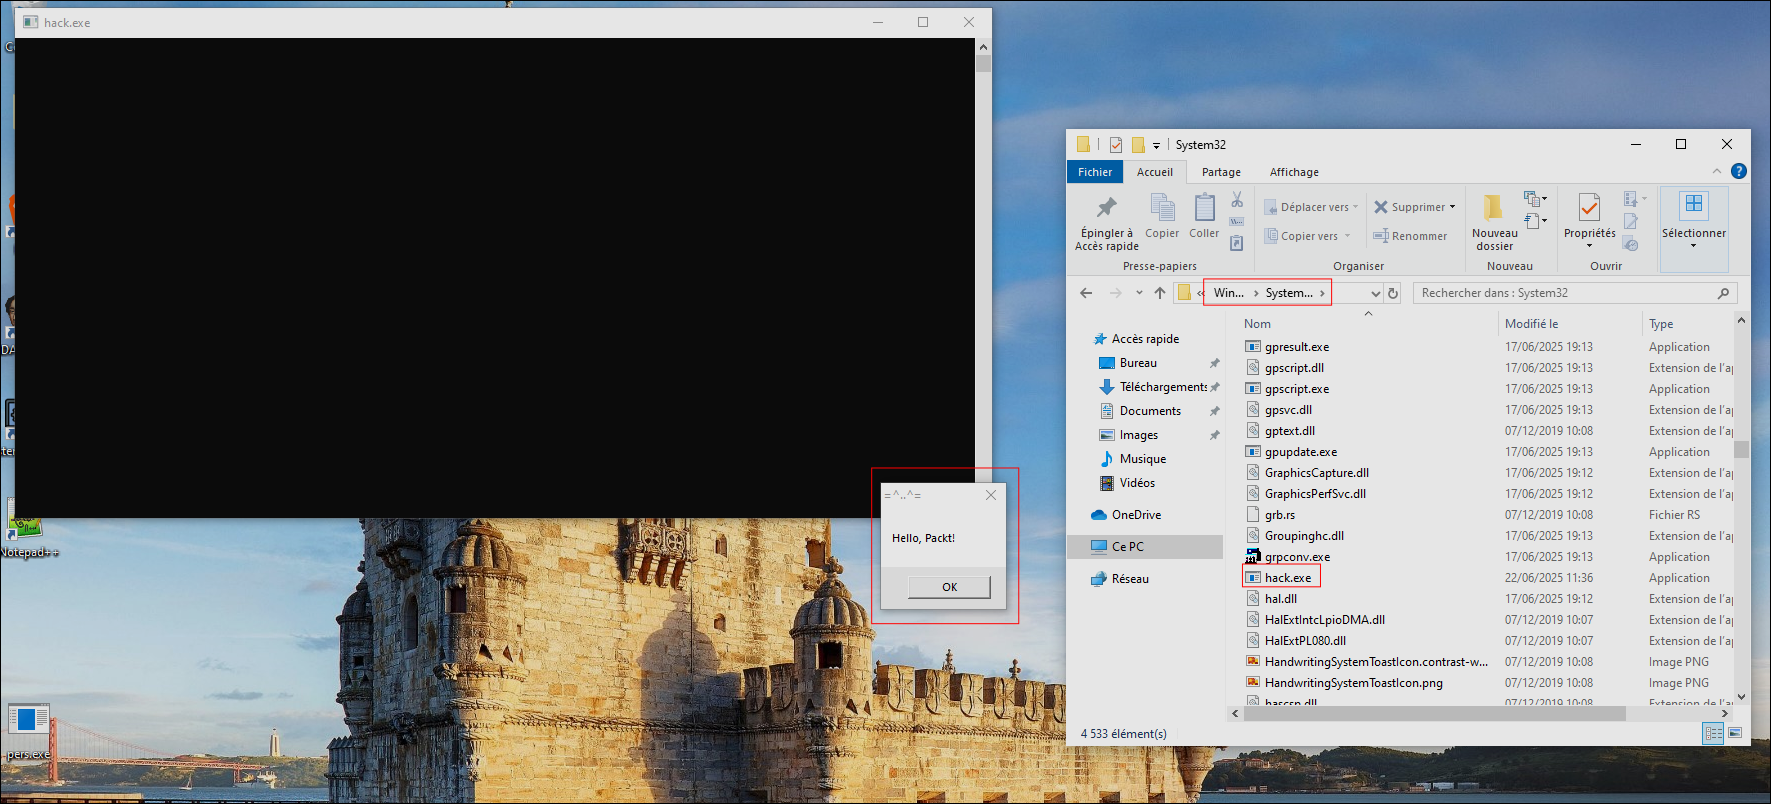 hack.exe
=^..^=
Hello, Packt!
OK
Notepad++
pers.exe
System32
Fichier
Accueil
Partage
Affichage
Épingler à
Accès rapide
Copier
Coller
Presse-papiers
Déplacer vers
Copier vers
Supprimer
Renommer
Organiser
Nouveau
dossier
Nouveau
Propriétés
Ouvrir
Sélectionner
« Win... > System... >
Rechercher dans : System32
Accès rapide
Bureau
Téléchargements
Documents
Images
Musique
Vidéos
OneDrive
Ce PC
Réseau
Nom Modifié le Type
gpresult.exe 17/06/2025 19:13 Application
gpscript.dll 17/06/2025 19:13 Extension de l'ap
gpscript.exe 17/06/2025 19:13 Application
gpsvc.dll 17/06/2025 19:13 Extension de l'ap
gptext.dll 07/12/2019 10:08 Extension de l'ap
gpupdate.exe 17/06/2025 19:13 Application
GraphicsCapture.dll 17/06/2025 19:12 Extension de l'ap
GraphicsPerfSvc.dll 17/06/2025 19:12 Extension de l'ap
grb.rs 07/12/2019 10:08 Fichier RS
Groupinghc.dll 17/06/2025 19:13 Extension de l'ap
grpconv.exe 17/06/2025 19:13 Application
hack.exe 22/06/2025 11:36 Application
hal.dll 17/06/2025 19:12 Extension de l'ap
HalExtIntcLpioDMA.dll 07/12/2019 10:07 Extension de l'ap
HalExtPL080.dll 07/12/2019 10:07 Extension de l'ap
HandwritingSystemToastIcon.contrast-w... 07/12/2019 10:08 Image PNG
HandwritingSystemToastIcon.png 07/12/2019 10:08 Image PNG
hascsp.dll 07/12/2019 10:08 Extension de l'ap
4 533 élément(s)